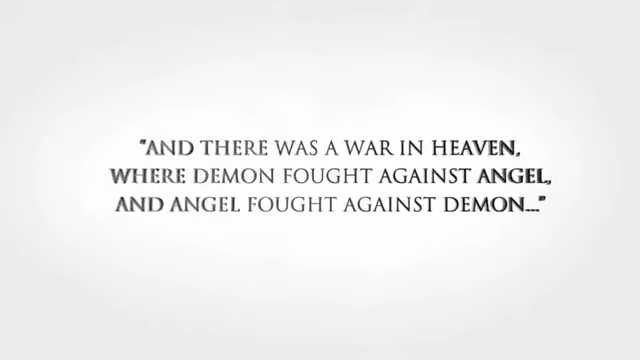 "AND THERE WAS A WAR IN HEAVEN,
WHERE DEMON FOUGHT AGAINST ANGEL,
AND ANGEL FOUGHT AGAINST DEMON..."